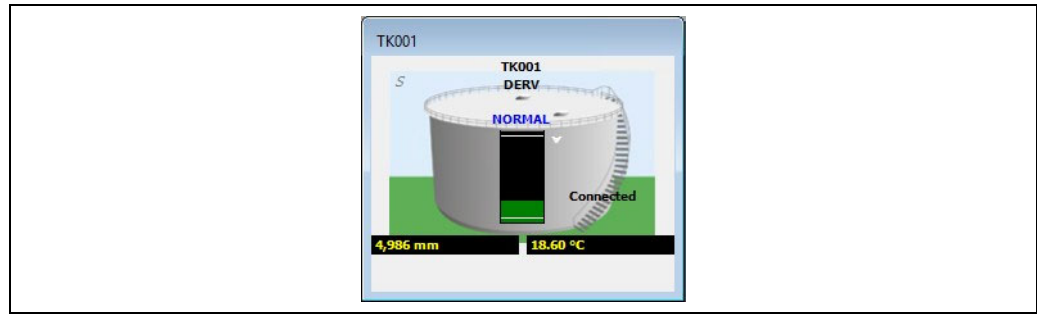 TK001
TK001
S
DERV
NORMAL
Connected
4,986 mm
18.60 °C